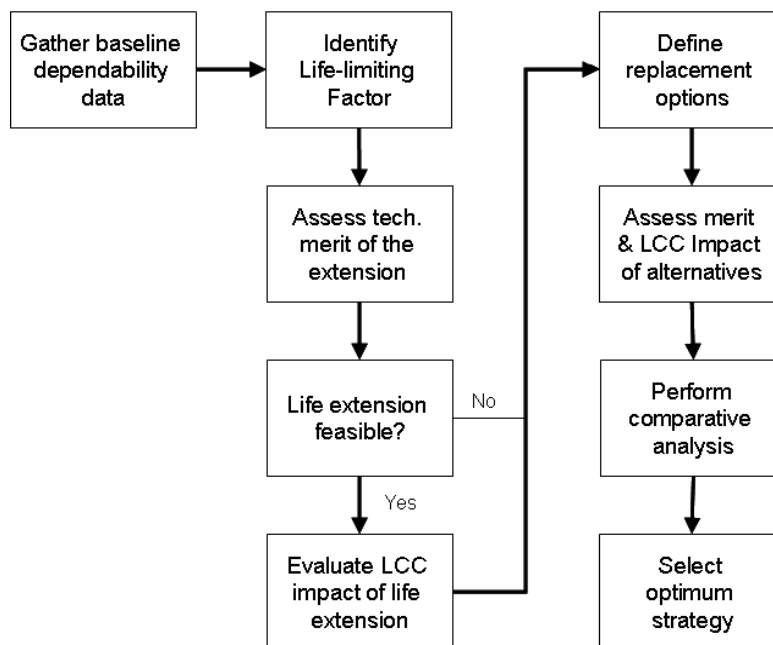 Gather baseline
dependability
data
Identify
Life-limiting
Factor
Assess tech.
merit of the
extension
Life extension
feasible?
No
Yes
Evaluate LCC
impact of life
extension
Define
replacement
options
Assess merit
& LCC Impact
of alternatives
Perform
comparative
analysis
Select
optimum
strategy